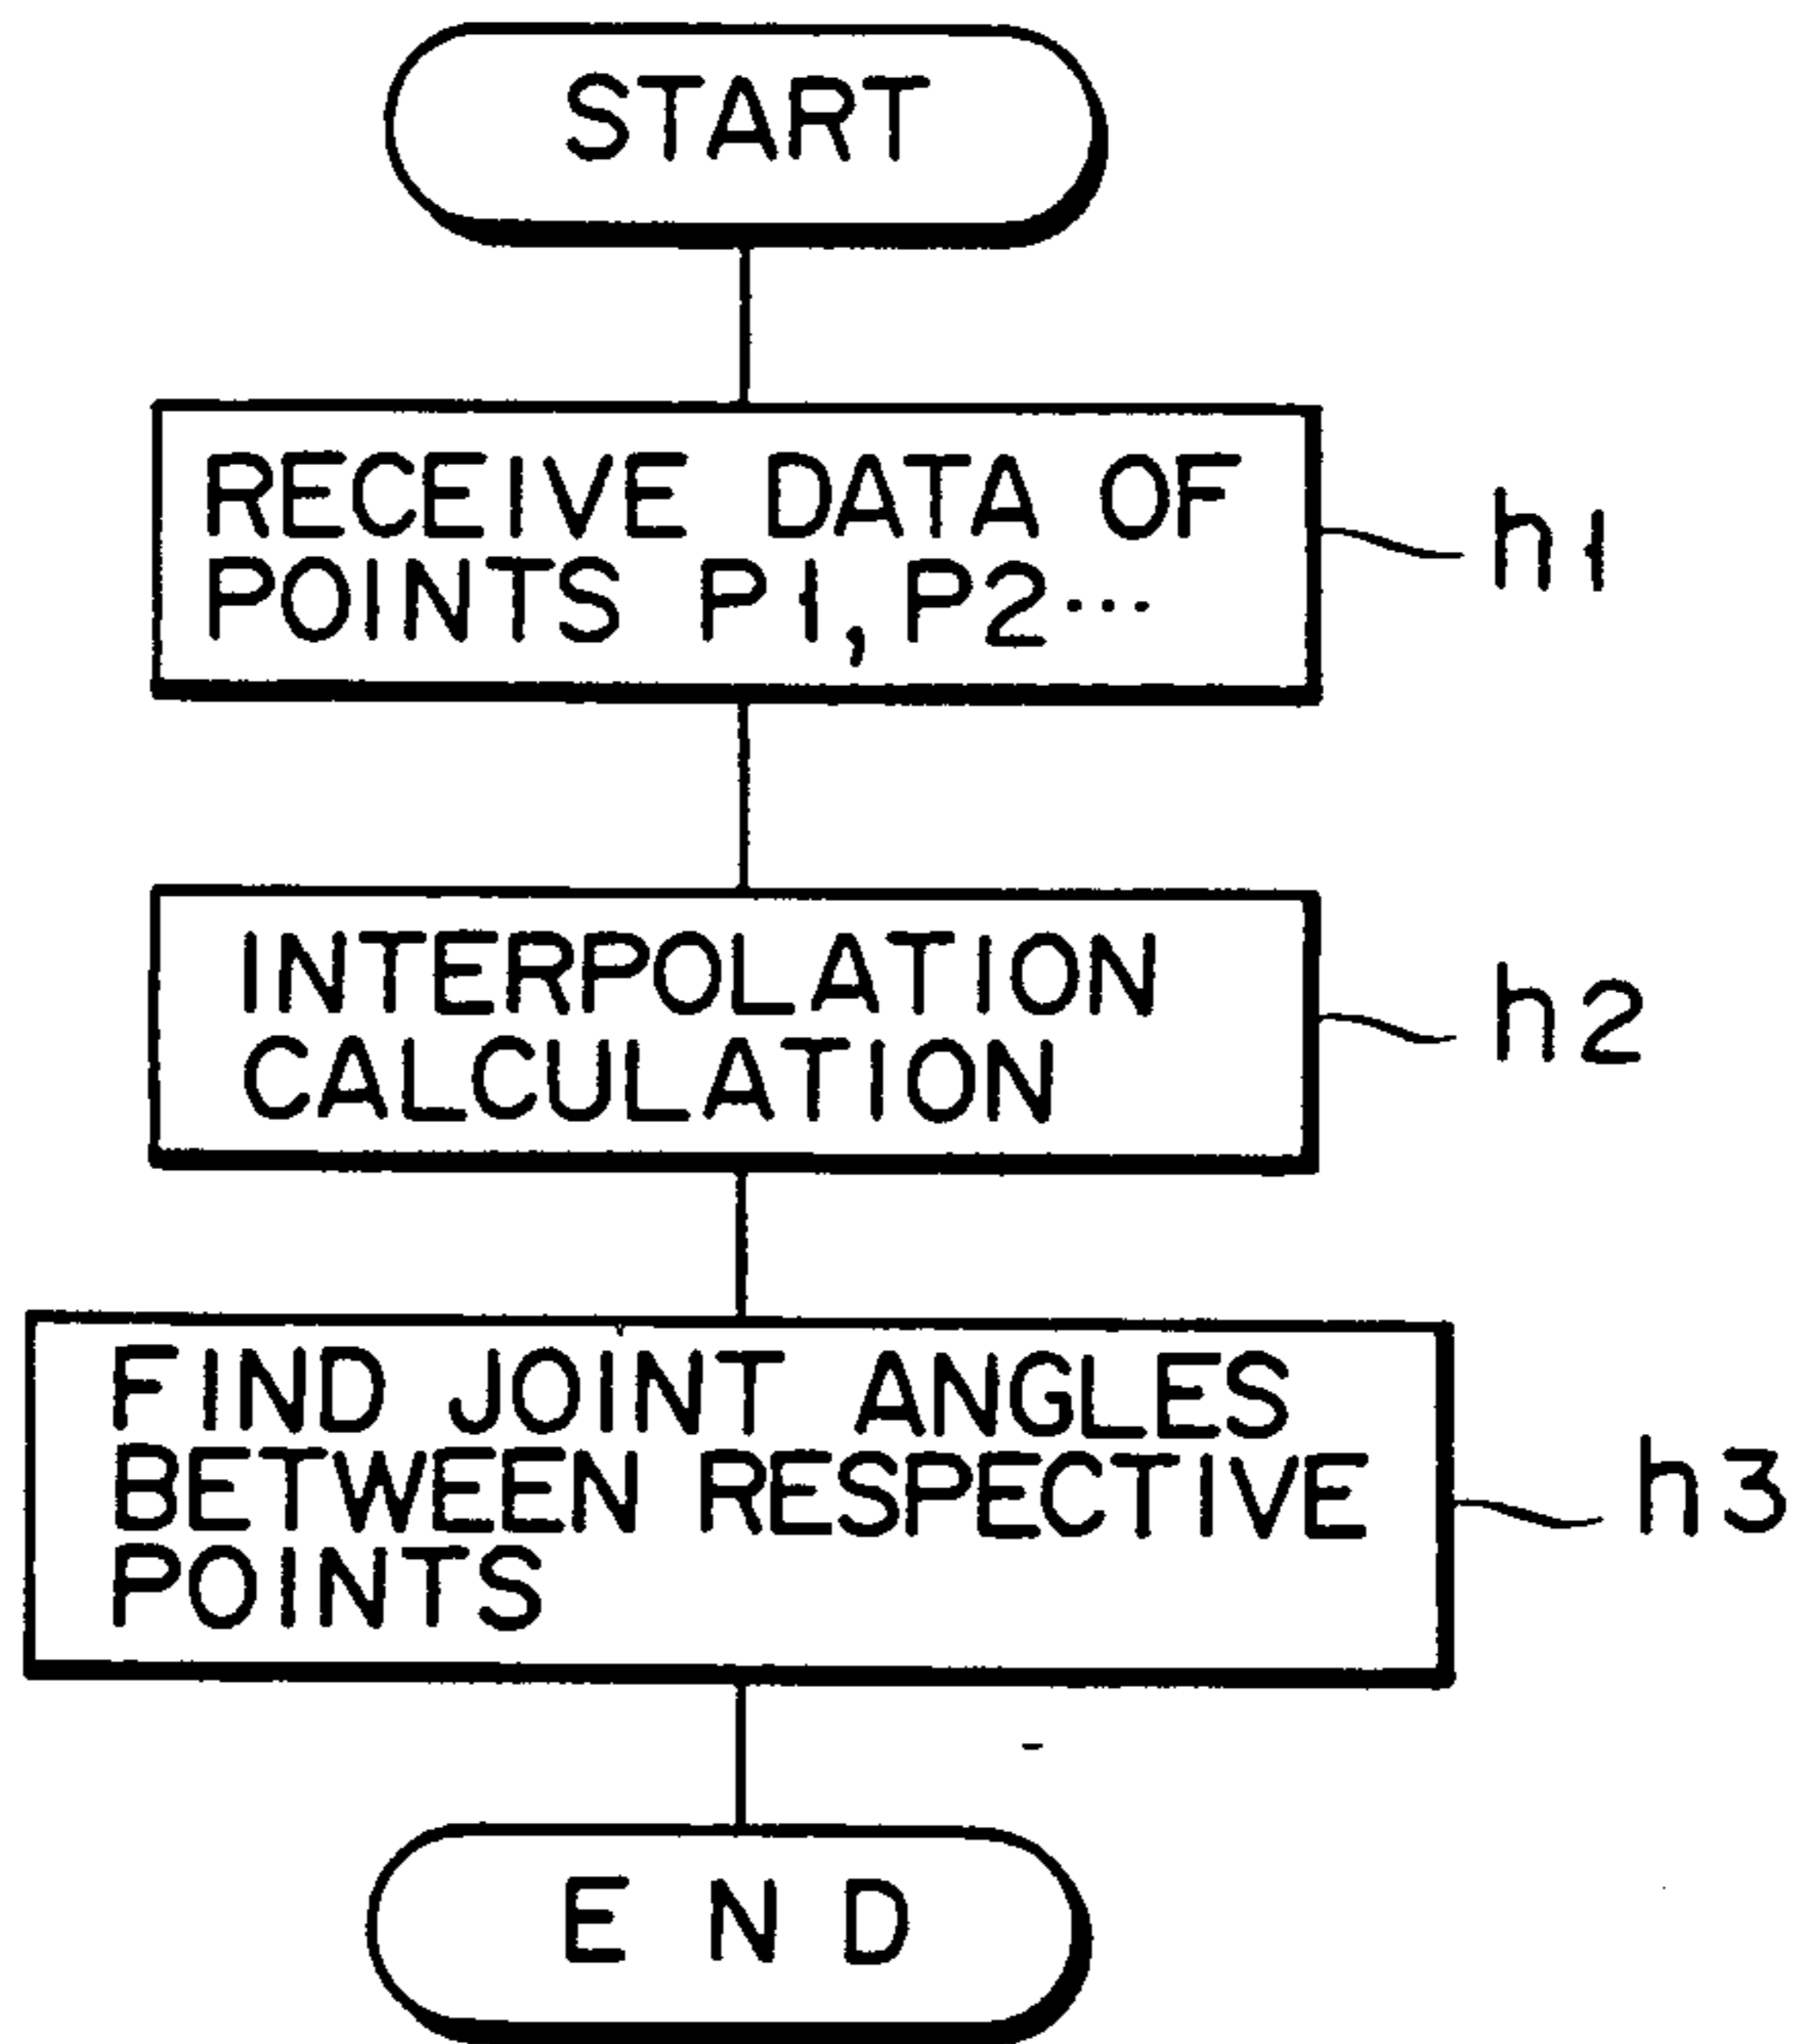 START
RECEIVE DATA OF
POINTS P1, P2···
h1
INTERPOLATION
CALCULATION
h2
FIND JOINT ANGLES
BETWEEN RESPECTIVE
POINTS
h3
END